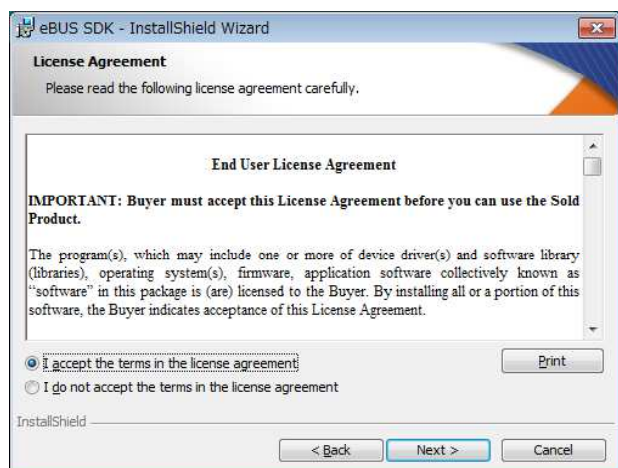 eBUS SDK - InstallShield Wizard
License Agreement
Please read the following license agreement carefully.
End User License Agreement
IMPORTANT: Buyer must accept this License Agreement before you can use the Sold
Product.
The program(s), which may include one or more of device driver(s) and software library
(libraries), operating system(s), firmware, application software collectively known as
“software” in this package is (are) licensed to the Buyer. By installing all or a portion of this
software, the Buyer indicates acceptance of this License Agreement.
I accept the terms in the license agreement
Print
I do not accept the terms in the license agreement
InstallShield
< Back
Next >
Cancel